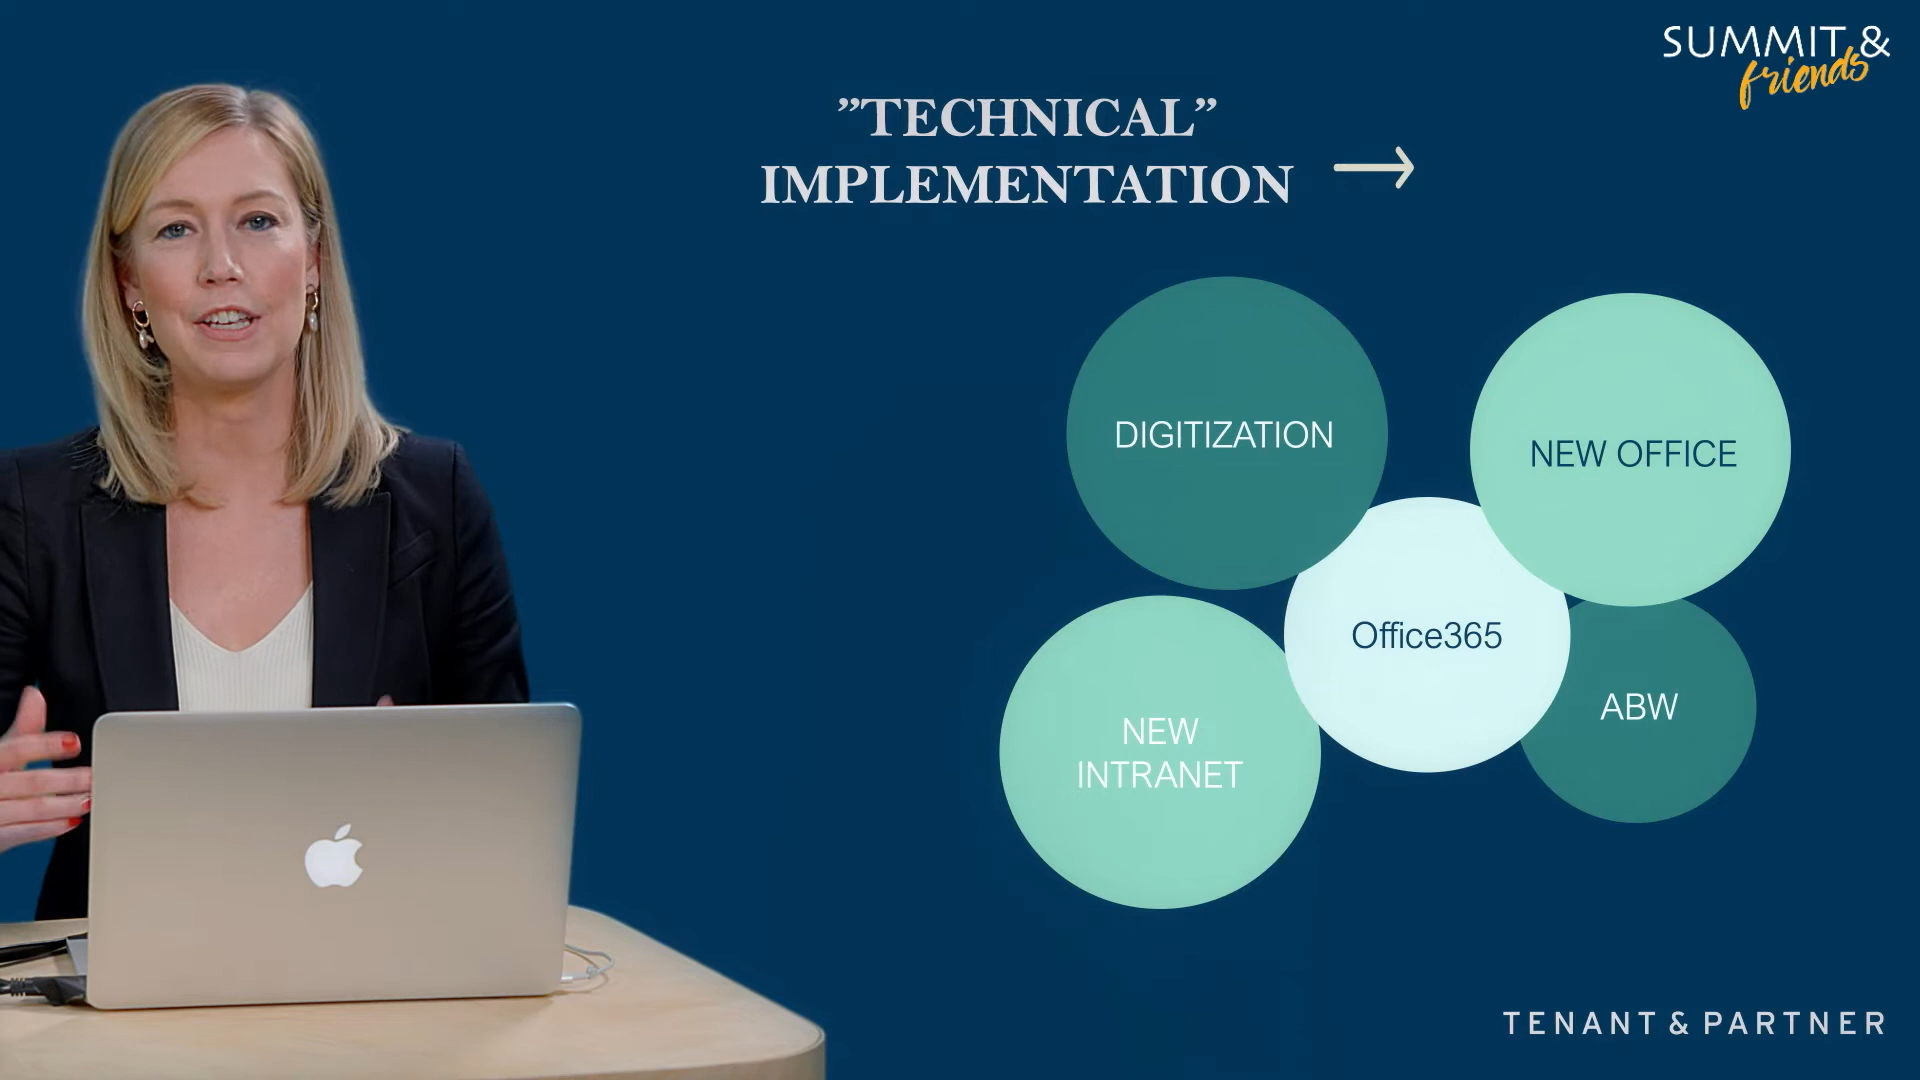 SUMMIT &
friends
”TECHNICAL”
IMPLEMENTATION
DIGITIZATION
NEW OFFICE
Office365
ABW
NEW
INTRANET
TENANT & PARTNER